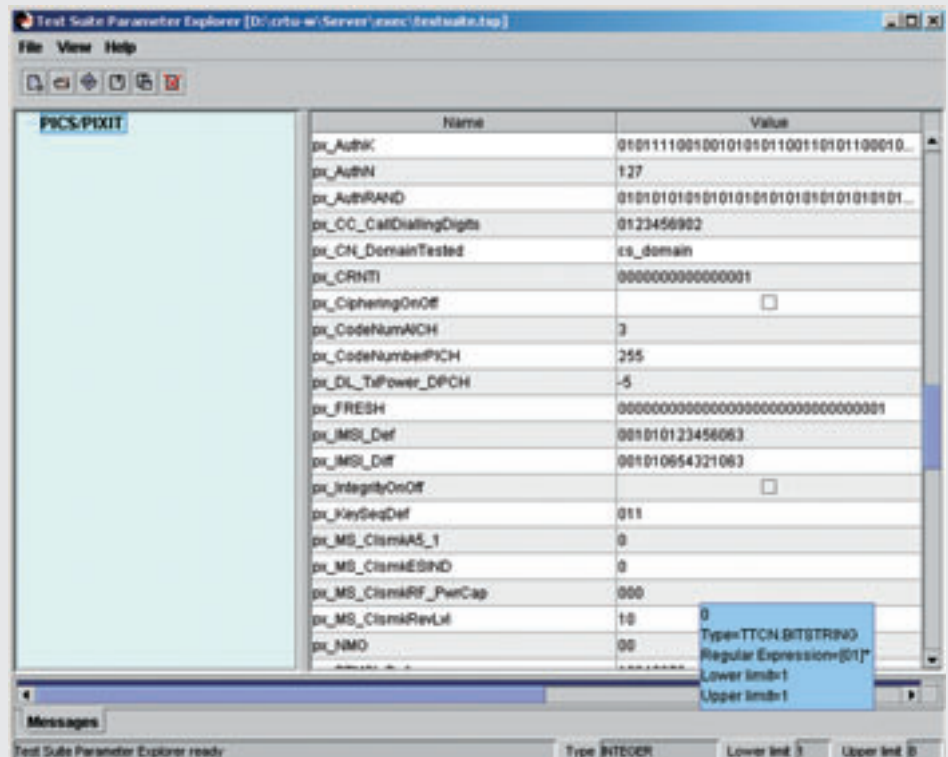 Test Suite Parameter Explorer [D:\crtu-w\Server\exec\testsuite.tsp]
File View Help
PICS/PIXIT
Name Value
px_AuthK 0101111001001010101100110101100010...
px_AuthN 127
px_AuthRAND
px_CC_CallDiallingDigits 0123456902
px_CN_DomainTested cs_domain
px_CRNTI 0000000000000001
px_CipheringOnOff
px_CodeNumAICH 3
px_CodeNumberPICH 255
px_DL_TxPower_DPCH -5
px_FRESH
px_IMSI_Def 001010123456063
px_IMSI_Diff 001010654321063
px_IntegrityOnOff
px_KeySeqDef 011
px_MS_ClsmkA5_1 0
px_MS_ClsmkESIND 0
px_MS_ClsmkRF_PwrCap 000
px_MS_ClsmkRevLvl 10
px_NMO 00
0
Type=TTCN.BITSTRING
Regular Expression=[01]*
Lower limit=1
Upper limit=1
Messages
Test Suite Parameter Explorer ready Type INTEGER Lower limit 1 Upper limit 8